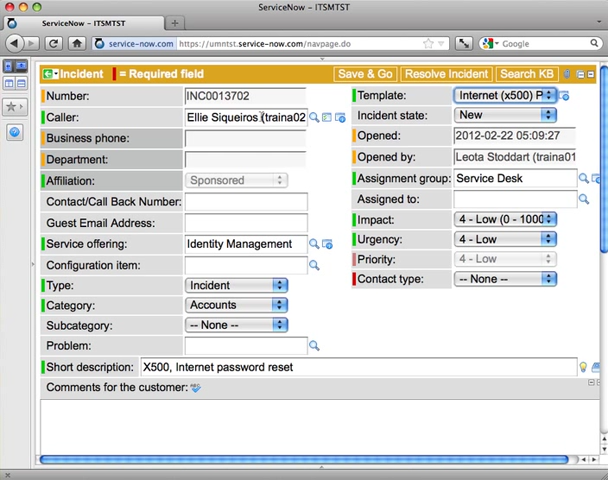 ServiceNow – ITSMTST
ServiceNow – ITSMTST
service-now.com https://umntst.service-now.com/navpage.do
Google
Incident = Required field Save & Go Resolve Incident Search KB
Number: INC0013702
Template: Internet (x500) P
Caller: Ellie Siqueiros (traina02
Incident state: New
Business phone:
Opened: 2012-02-22 05:09:27
Department:
Opened by: Leota Stoddart (traina01
Affiliation: Sponsored
Assignment group: Service Desk
Contact/Call Back Number:
Assigned to:
Guest Email Address:
Impact: 4 - Low (0 - 1000
Service offering: Identity Management
Urgency: 4 - Low
Configuration item:
Priority: 4 - Low
Type: Incident
Contact type: -- None --
Category: Accounts
Subcategory: -- None --
Problem:
Short description: X500, Internet password reset
Comments for the customer: